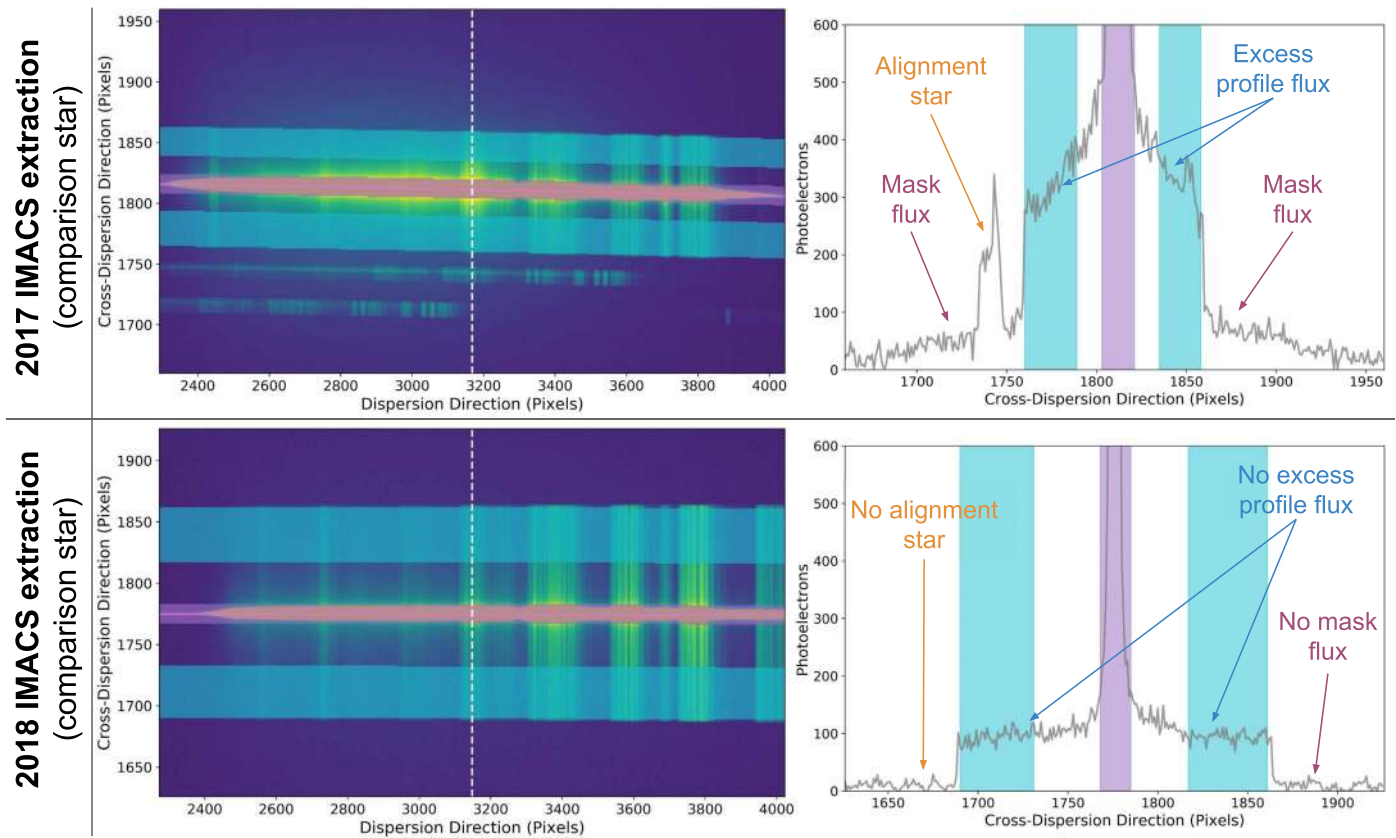 2017 IMACS extraction
(comparison star)
Cross-Dispersion Direction (Pixels)
1950
1900
1850
1800
1750
1700
2400 2600 2800 3000 3200 3400 3600 3800 4000
Dispersion Direction (Pixels)
Photoelectrons
600
500
400
300
200
100
0
Alignment
star
Excess
profile flux
Mask
flux
Mask
flux
1700 1750 1800 1850 1900 1950
Cross-Dispersion Direction (Pixels)
2018 IMACS extraction
(comparison star)
Cross-Dispersion Direction (Pixels)
1900
1850
1800
1750
1700
1650
2400 2600 2800 3000 3200 3400 3600 3800 4000
Dispersion Direction (Pixels)
Photoelectrons
600
500
400
300
200
100
0
No alignment
star
No excess
profile flux
No mask
flux
1650 1700 1750 1800 1850 1900
Cross-Dispersion Direction (Pixels)